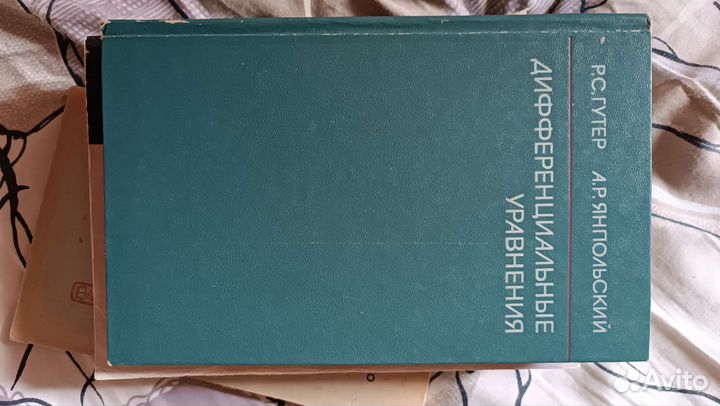 Р.С.ГУТЕР А.Р.ЯНПОЛЬСКИЙ
ДИФФЕРЕНЦИАЛЬНЫЕ
УРАВНЕНИЯ
Avito